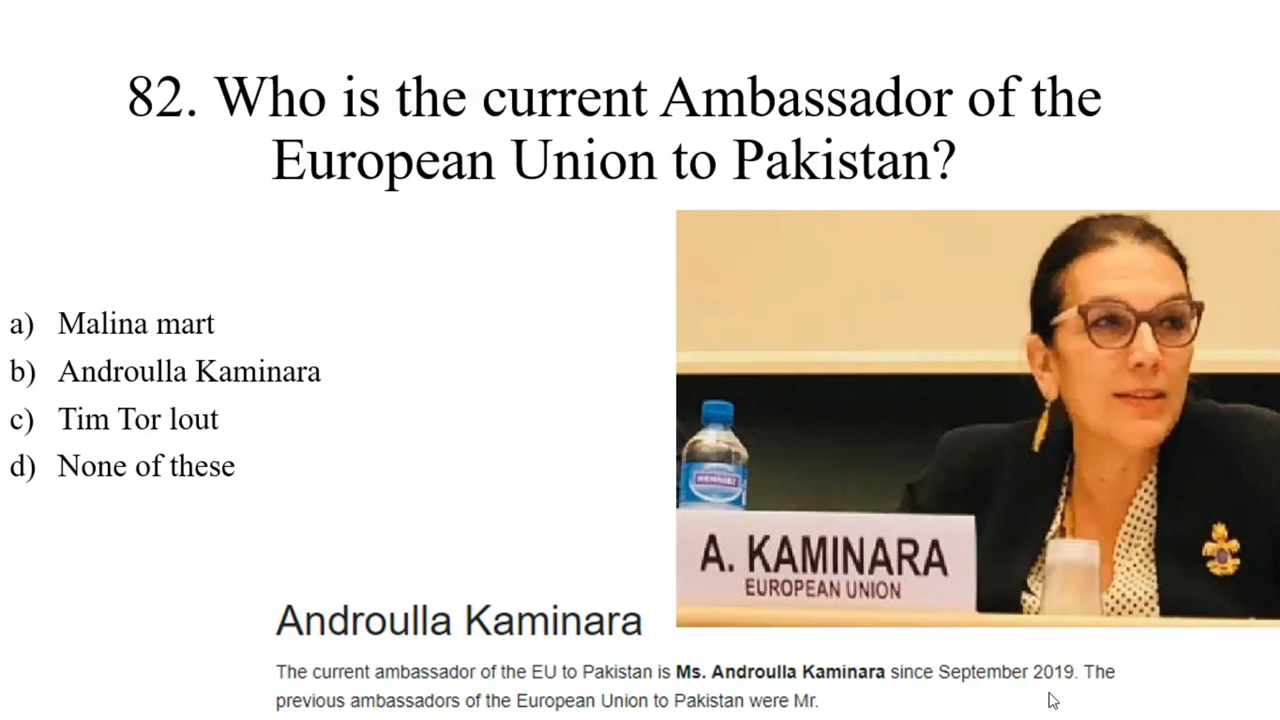 82. Who is the current Ambassador of the
European Union to Pakistan?
a) Malina mart
b) Androulla Kaminara
c) Tim Tor lout
d) None of these
A. KAMINARA
EUROPEAN UNION
Androulla Kaminara
The current ambassador of the EU to Pakistan is Ms. Androulla Kaminara since September 2019. The
previous ambassadors of the European Union to Pakistan were Mr.